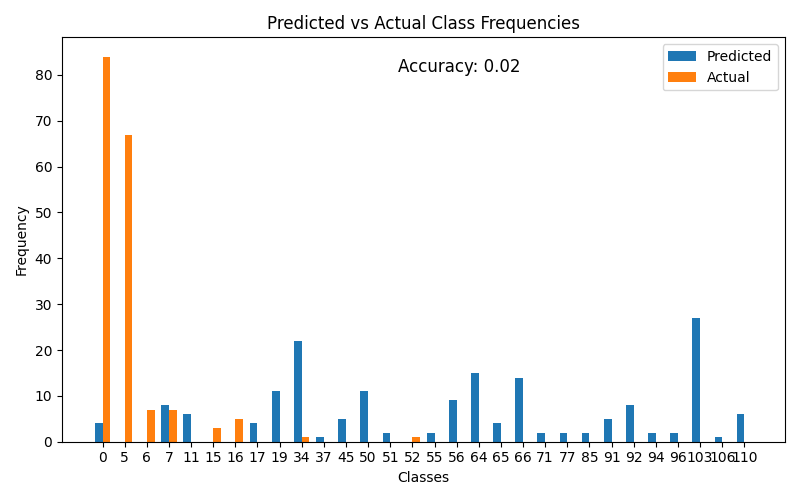 Predicted vs Actual Class Frequencies
Accuracy: 0.02
Predicted
Actual
Frequency
80
70
60
50
40
30
20
10
0
0 5 6 7 11 15 16 17 19 34 37 45 50 51 52 55 56 64 65 66 71 77 85 91 92 94 96 103 106 110
Classes